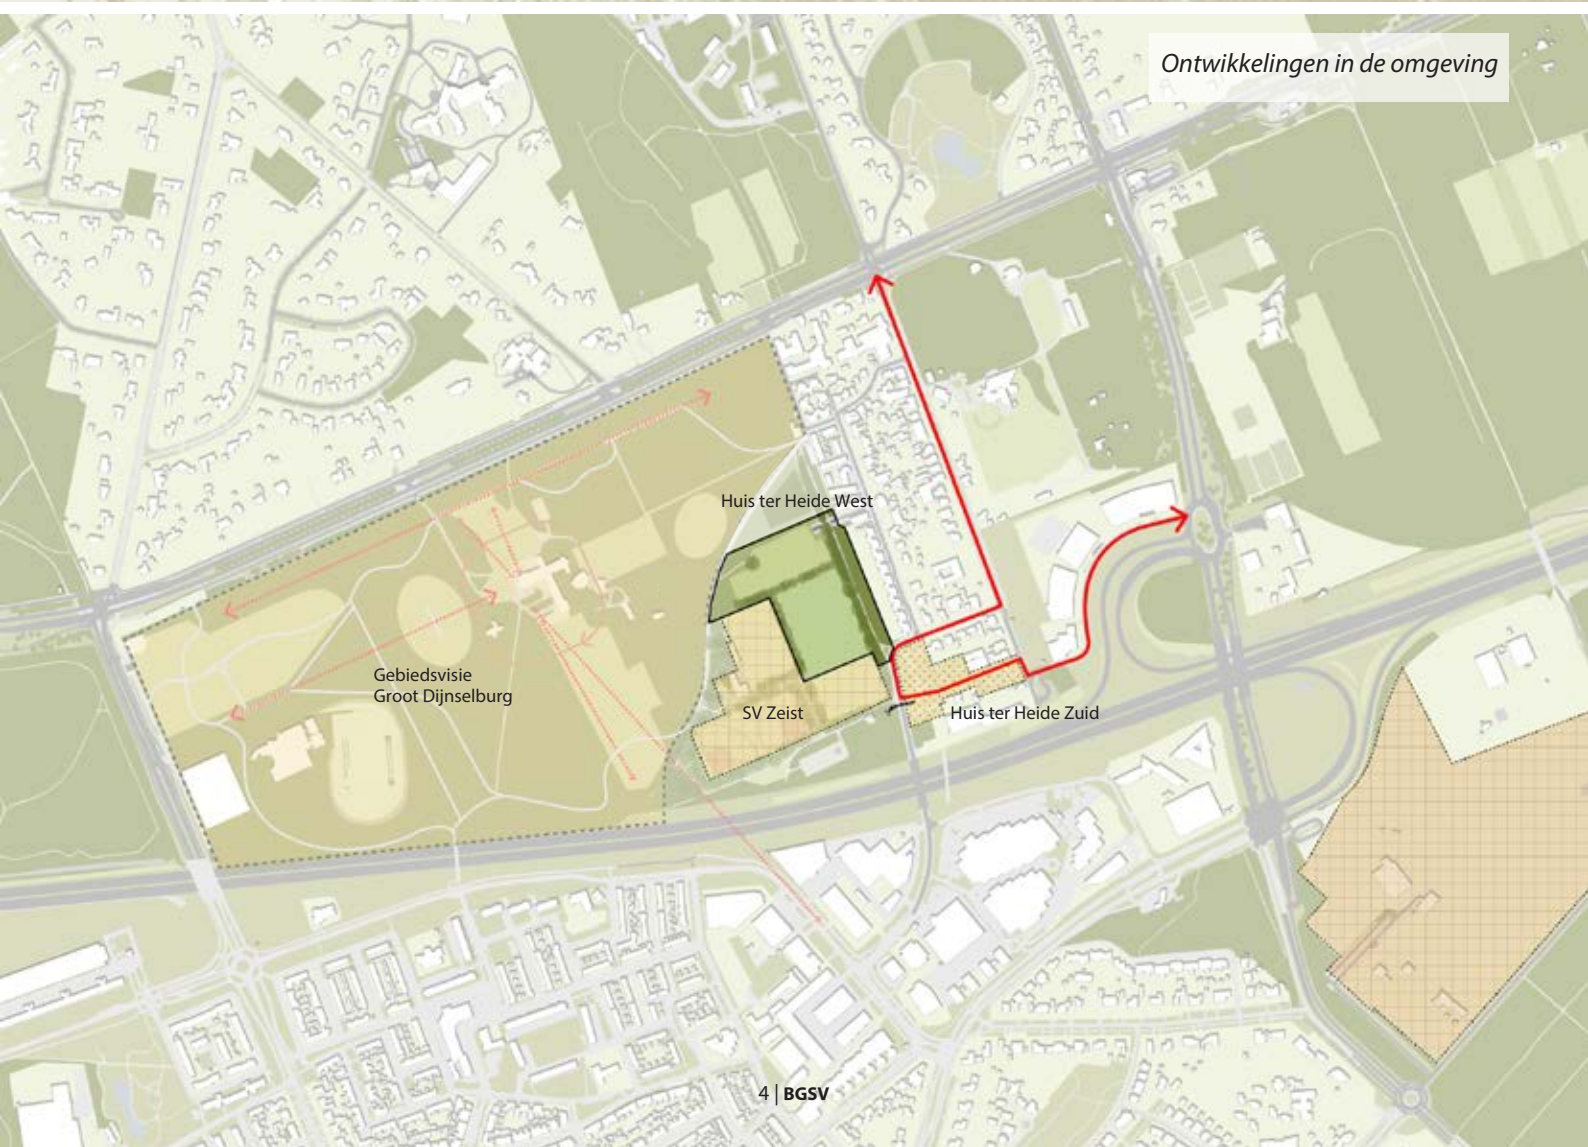 Ontwikkelingen in de omgeving
Huis ter Heide West
Gebiedsvisie
Groot Dijnselburg
SV Zeist
Huis ter Heide Zuid
4 | BGSV